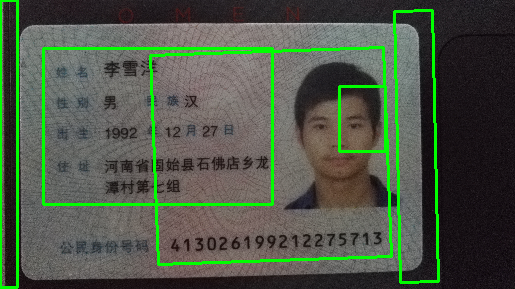 姓 名 李雪洋
性 别 男 民 族 汉
出 生 1992 年 12 月 27 日
住 址 河南省固始县石佛店乡龙
潭村第七组
公民身份号码 413026199212275713